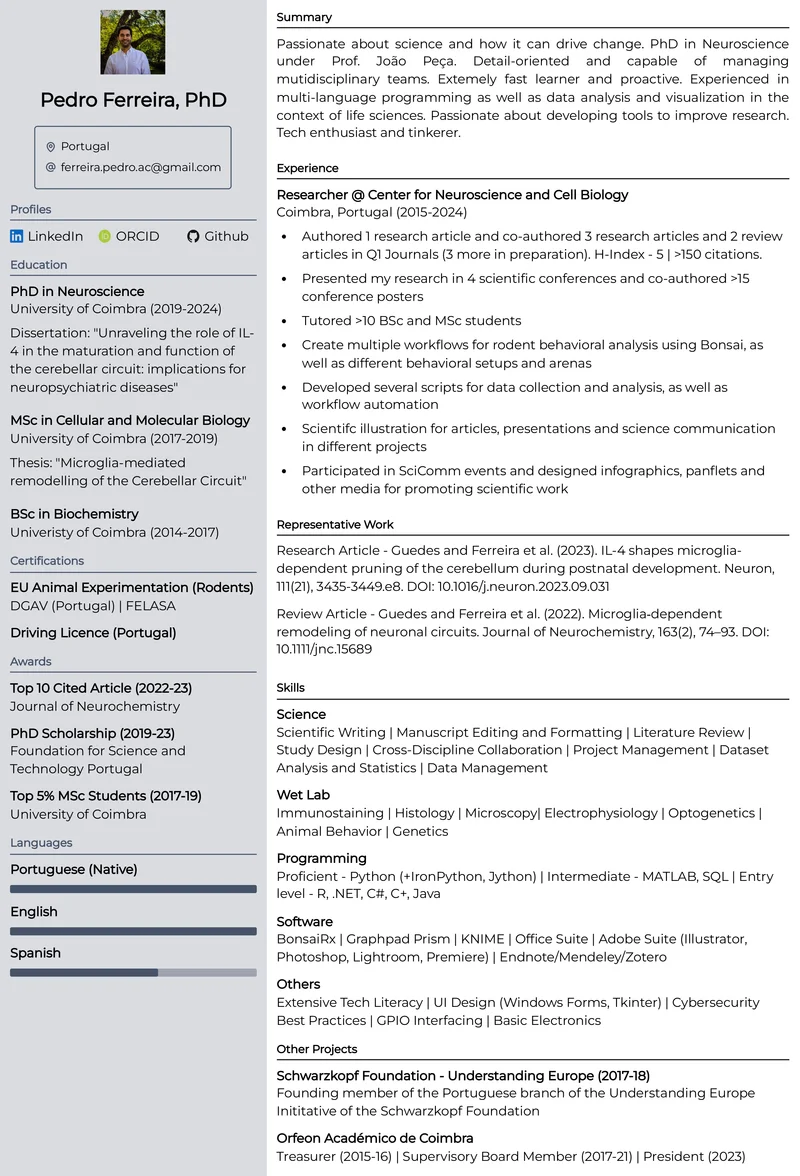 Pedro Ferreira, PhD
Portugal
ferreira.pedro.ac@gmail.com
Profiles
LinkedIn
ORCID
Github
Education
PhD in Neuroscience
University of Coimbra (2019-2024)
Dissertation: "Unraveling the role of IL-
4 in the maturation and function of
the cerebellar circuit: implications for
neuropsychiatric diseases"
MSc in Cellular and Molecular Biology
University of Coimbra (2017-2019)
Thesis: "Microglia-mediated
remodelling of the Cerebellar Circuit"
BSc in Biochemistry
Univeristy of Coimbra (2014-2017)
Certifications
EU Animal Experimentation (Rodents)
DGAV (Portugal) | FELASA
Driving Licence (Portugal)
Awards
Top 10 Cited Article (2022-23)
Journal of Neurochemistry
PhD Scholarship (2019-23)
Foundation for Science and
Technology Portugal
Top 5% MSc Students (2017-19)
University of Coimbra
Languages
Portuguese (Native)
English
Spanish
Summary
Passionate about science and how it can drive change. PhD in Neuroscience
under Prof. João Peça. Detail-oriented and capable of managing
mutidisciplinary teams. Extemely fast learner and proactive. Experienced in
multi-language programming as well as data analysis and visualization in the
context of life sciences. Passionate about developing tools to improve research.
Tech enthusiast and tinkerer.
Experience
Researcher @ Center for Neuroscience and Cell Biology
Coimbra, Portugal (2015-2024)
• Authored 1 research article and co-authored 3 research articles and 2 review
articles in Q1 Journals (3 more in preparation). H-Index - 5 | >150 citations.
• Presented my research in 4 scientific conferences and co-authored >15
conference posters
• Tutored >10 BSc and MSc students
• Create multiple workflows for rodent behavioral analysis using Bonsai, as
well as different behavioral setups and arenas
• Developed several scripts for data collection and analysis, as well as
workflow automation
• Scientifc illustration for articles, presentations and science communication
in different projects
• Participated in SciComm events and designed infographics, panflets and
other media for promoting scientific work
Representative Work
Research Article - Guedes and Ferreira et al. (2023). IL-4 shapes microglia-
dependent pruning of the cerebellum during postnatal development. Neuron,
111(21), 3435-3449.e8. DOI: 10.1016/j.neuron.2023.09.031
Review Article - Guedes and Ferreira et al. (2022). Microglia‐dependent
remodeling of neuronal circuits. Journal of Neurochemistry, 163(2), 74–93. DOI:
10.1111/jnc.15689
Skills
Science
Scientific Writing | Manuscript Editing and Formatting | Literature Review |
Study Design | Cross-Discipline Collaboration | Project Management | Dataset
Analysis and Statistics | Data Management
Wet Lab
Immunostaining | Histology | Microscopy| Electrophysiology | Optogenetics |
Animal Behavior | Genetics
Programming
Proficient - Python (+IronPython, Jython) | Intermediate - MATLAB, SQL | Entry
level - R, .NET, C#, C+, Java
Software
BonsaiRx | Graphpad Prism | KNIME | Office Suite | Adobe Suite (Illustrator,
Photoshop, Lightroom, Premiere) | Endnote/Mendeley/Zotero
Others
Extensive Tech Literacy | UI Design (Windows Forms, Tkinter) | Cybersecurity
Best Practices | GPIO Interfacing | Basic Electronics
Other Projects
Schwarzkopf Foundation - Understanding Europe (2017-18)
Founding member of the Portuguese branch of the Understanding Europe
Inititative of the Schwarzkopf Foundation
Orfeon Académico de Coimbra
Treasurer (2015-16) | Supervisory Board Member (2017-21) | President (2023)